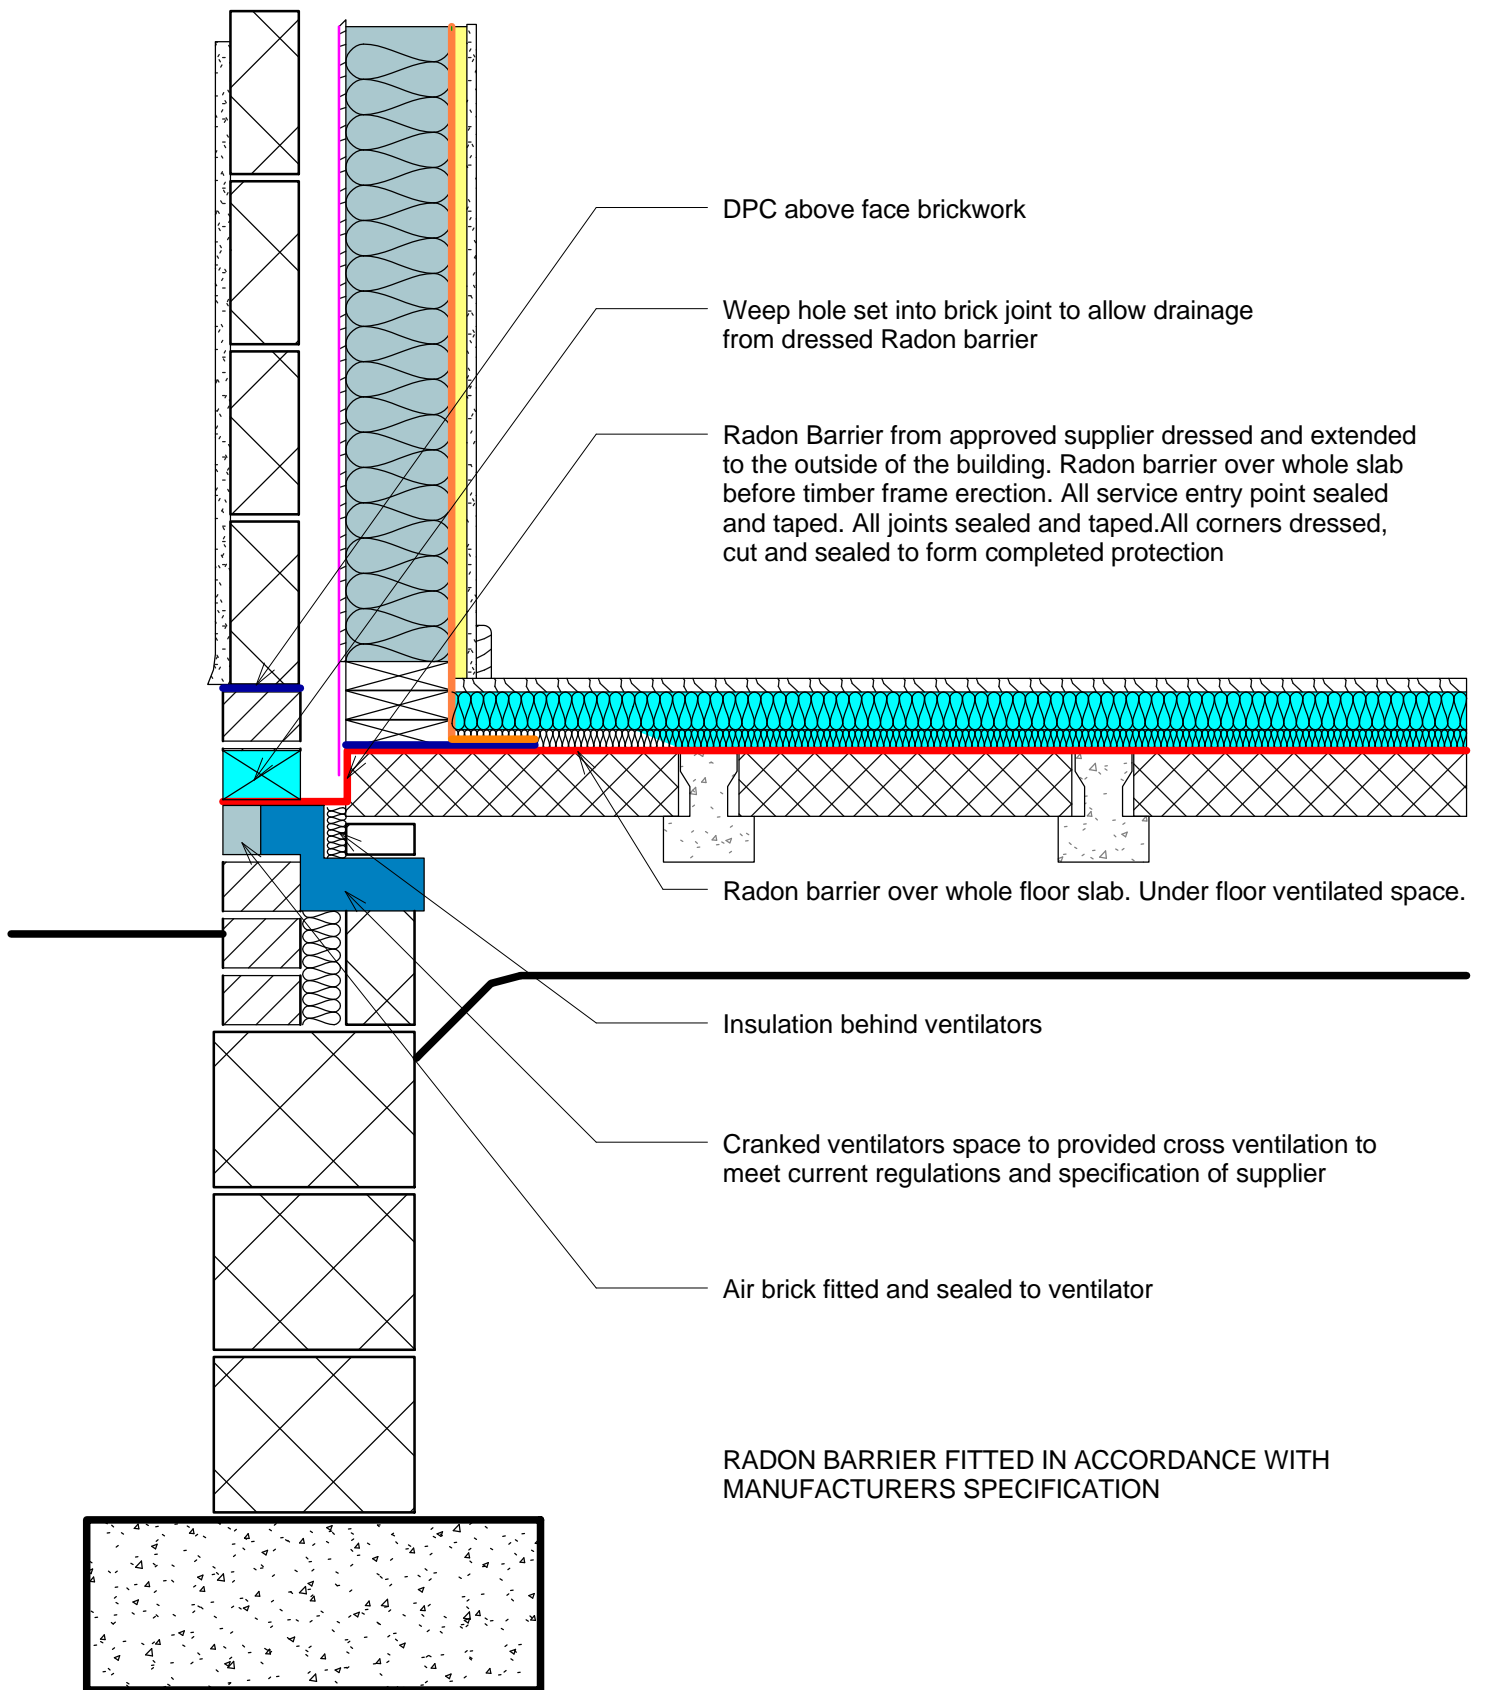 DPC above face brickwork
Weep hole set into brick joint to allow drainage
from dressed Radon barrier
Radon Barrier from approved supplier dressed and extended
to the outside of the building. Radon barrier over whole slab
before timber frame erection. All service entry point sealed
and taped. All joints sealed and taped.All corners dressed,
cut and sealed to form completed protection
Radon barrier over whole floor slab. Under floor ventilated space.
Insulation behind ventilators
Cranked ventilators space to provided cross ventilation to
meet current regulations and specification of supplier
Air brick fitted and sealed to ventilator
RADON BARRIER FITTED IN ACCORDANCE WITH
MANUFACTURERS SPECIFICATION